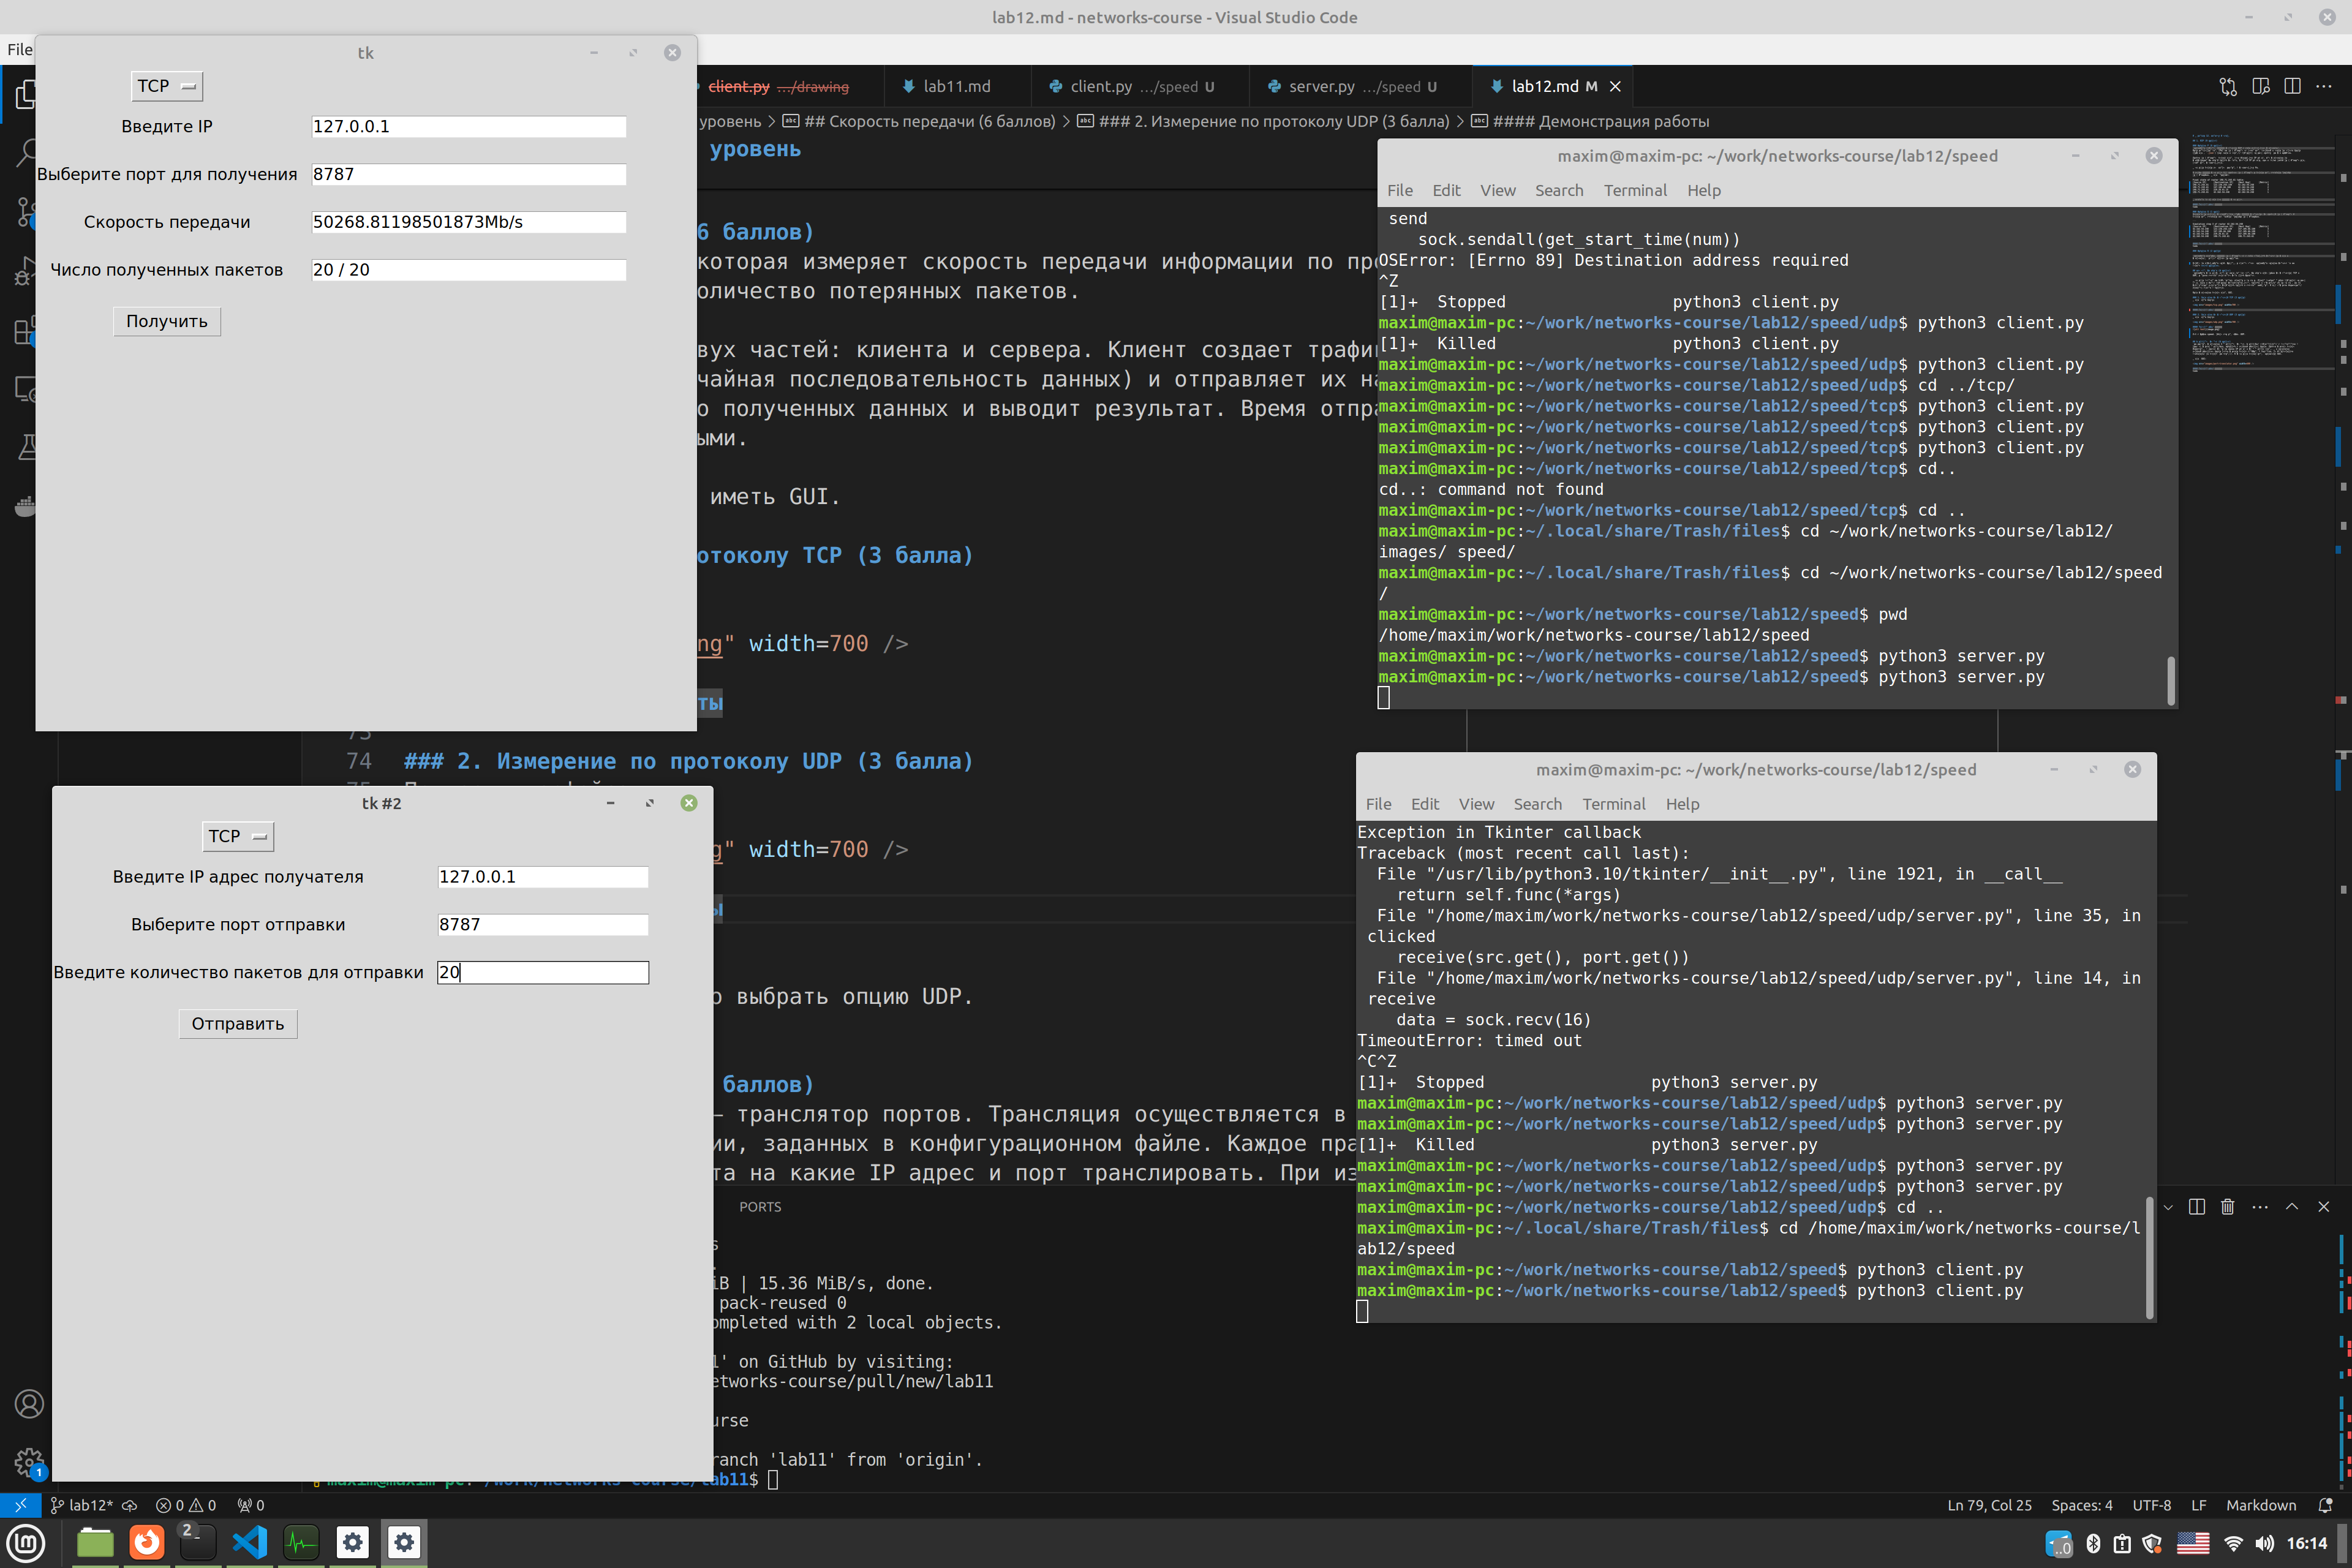 lab12.md - networks-course - Visual Studio Code
File
tk
TCP
Введите IP
127.0.0.1
Выберите порт для получения
8787
Скорость передачи
50268.81198501873Mb/s
Число полученных пакетов
20 / 20
Получить
client.py .../drawing
lab11.md
client.py .../speed U
server.py .../speed U
lab12.md M
уровень > ## Скорость передачи (6 баллов) > ### 2. Измерение по протоколу UDP (3 балла) > #### Демонстрация работы
уровень
6 баллов)
которая измеряет скорость передачи информации по пр
оличество потерянных пакетов.
вух частей: клиента и сервера. Клиент создает трафи
чайная последовательность данных) и отправляет их н
о полученных данных и выводит результат. Время отпр
ыми.
иметь GUI.
отоколу TCP (3 балла)
ng" width=700 />
ты
74 ### 2. Измерение по протоколу UDP (3 балла)
g" width=700 />
ы
о выбрать опцию UDP.
баллов)
– транслятор портов. Трансляция осуществляется в
ии, заданных в конфигурационном файле. Каждое пра
та на какие IP адрес и порт транслировать. При из
maxim@maxim-pc: ~/work/networks-course/lab12/speed
File Edit View Search Terminal Help
send
sock.sendall(get_start_time(num))
OSError: [Errno 89] Destination address required
^Z
[1]+ Stopped python3 client.py
maxim@maxim-pc:~/work/networks-course/lab12/speed/udp$ python3 client.py
[1]+ Killed python3 client.py
maxim@maxim-pc:~/work/networks-course/lab12/speed/udp$ python3 client.py
maxim@maxim-pc:~/work/networks-course/lab12/speed/udp$ cd ../tcp/
maxim@maxim-pc:~/work/networks-course/lab12/speed/tcp$ python3 client.py
maxim@maxim-pc:~/work/networks-course/lab12/speed/tcp$ python3 client.py
maxim@maxim-pc:~/work/networks-course/lab12/speed/tcp$ python3 client.py
maxim@maxim-pc:~/work/networks-course/lab12/speed/tcp$ cd..
cd..: command not found
maxim@maxim-pc:~/work/networks-course/lab12/speed/tcp$ cd ..
maxim@maxim-pc:~/.local/share/Trash/files$ cd ~/work/networks-course/lab12/
images/ speed/
maxim@maxim-pc:~/.local/share/Trash/files$ cd ~/work/networks-course/lab12/speed
/
maxim@maxim-pc:~/work/networks-course/lab12/speed$ pwd
/home/maxim/work/networks-course/lab12/speed
maxim@maxim-pc:~/work/networks-course/lab12/speed$ python3 server.py
maxim@maxim-pc:~/work/networks-course/lab12/speed$ python3 server.py
tk #2
TCP
Введите IP адрес получателя
127.0.0.1
Выберите порт отправки
8787
Введите количество пакетов для отправки
20
Отправить
maxim@maxim-pc: ~/work/networks-course/lab12/speed
File Edit View Search Terminal Help
Exception in Tkinter callback
Traceback (most recent call last):
File "/usr/lib/python3.10/tkinter/__init__.py", line 1921, in __call__
return self.func(*args)
File "/home/maxim/work/networks-course/lab12/speed/udp/server.py", line 35, in
clicked
receive(src.get(), port.get())
File "/home/maxim/work/networks-course/lab12/speed/udp/server.py", line 14, in
receive
data = sock.recv(16)
TimeoutError: timed out
^C^Z
[1]+ Stopped python3 server.py
maxim@maxim-pc:~/work/networks-course/lab12/speed/udp$ python3 server.py
maxim@maxim-pc:~/work/networks-course/lab12/speed/udp$ python3 server.py
[1]+ Killed python3 server.py
maxim@maxim-pc:~/work/networks-course/lab12/speed/udp$ python3 server.py
maxim@maxim-pc:~/work/networks-course/lab12/speed/udp$ python3 server.py
maxim@maxim-pc:~/work/networks-course/lab12/speed/udp$ cd ..
maxim@maxim-pc:~/.local/share/Trash/files$ cd /home/maxim/work/networks-course/l
ab12/speed
maxim@maxim-pc:~/work/networks-course/lab12/speed$ python3 client.py
maxim@maxim-pc:~/work/networks-course/lab12/speed$ python3 client.py
PORTS
s
iB | 15.36 MiB/s, done.
pack-reused 0
ompleted with 2 local objects.
1' on GitHub by visiting:
etworks-course/pull/new/lab11
urse
ranch 'lab11' from 'origin'.
maxim@maxim-pc:~/work/networks-course/lab11$
1
lab12* 0 0 0
Ln 79, Col 25 Spaces: 4 UTF-8 LF Markdown
2
16:14